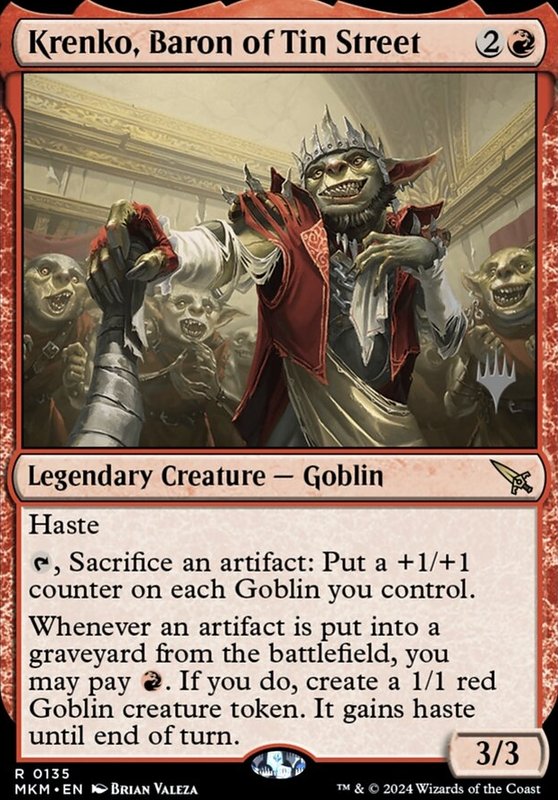 Krenko, Baron of Tin Street 2
Legendary Creature — Goblin
Haste
, Sacrifice an artifact: Put a +1/+1
counter on each Goblin you control.
Whenever an artifact is put into a
graveyard from the battlefield, you
may pay . If you do, create a 1/1 red
Goblin creature token. It gains haste
until end of turn.
3/3
R 0135
MKM • EN Brian Valeza
™ & © 2024 Wizards of the Coast